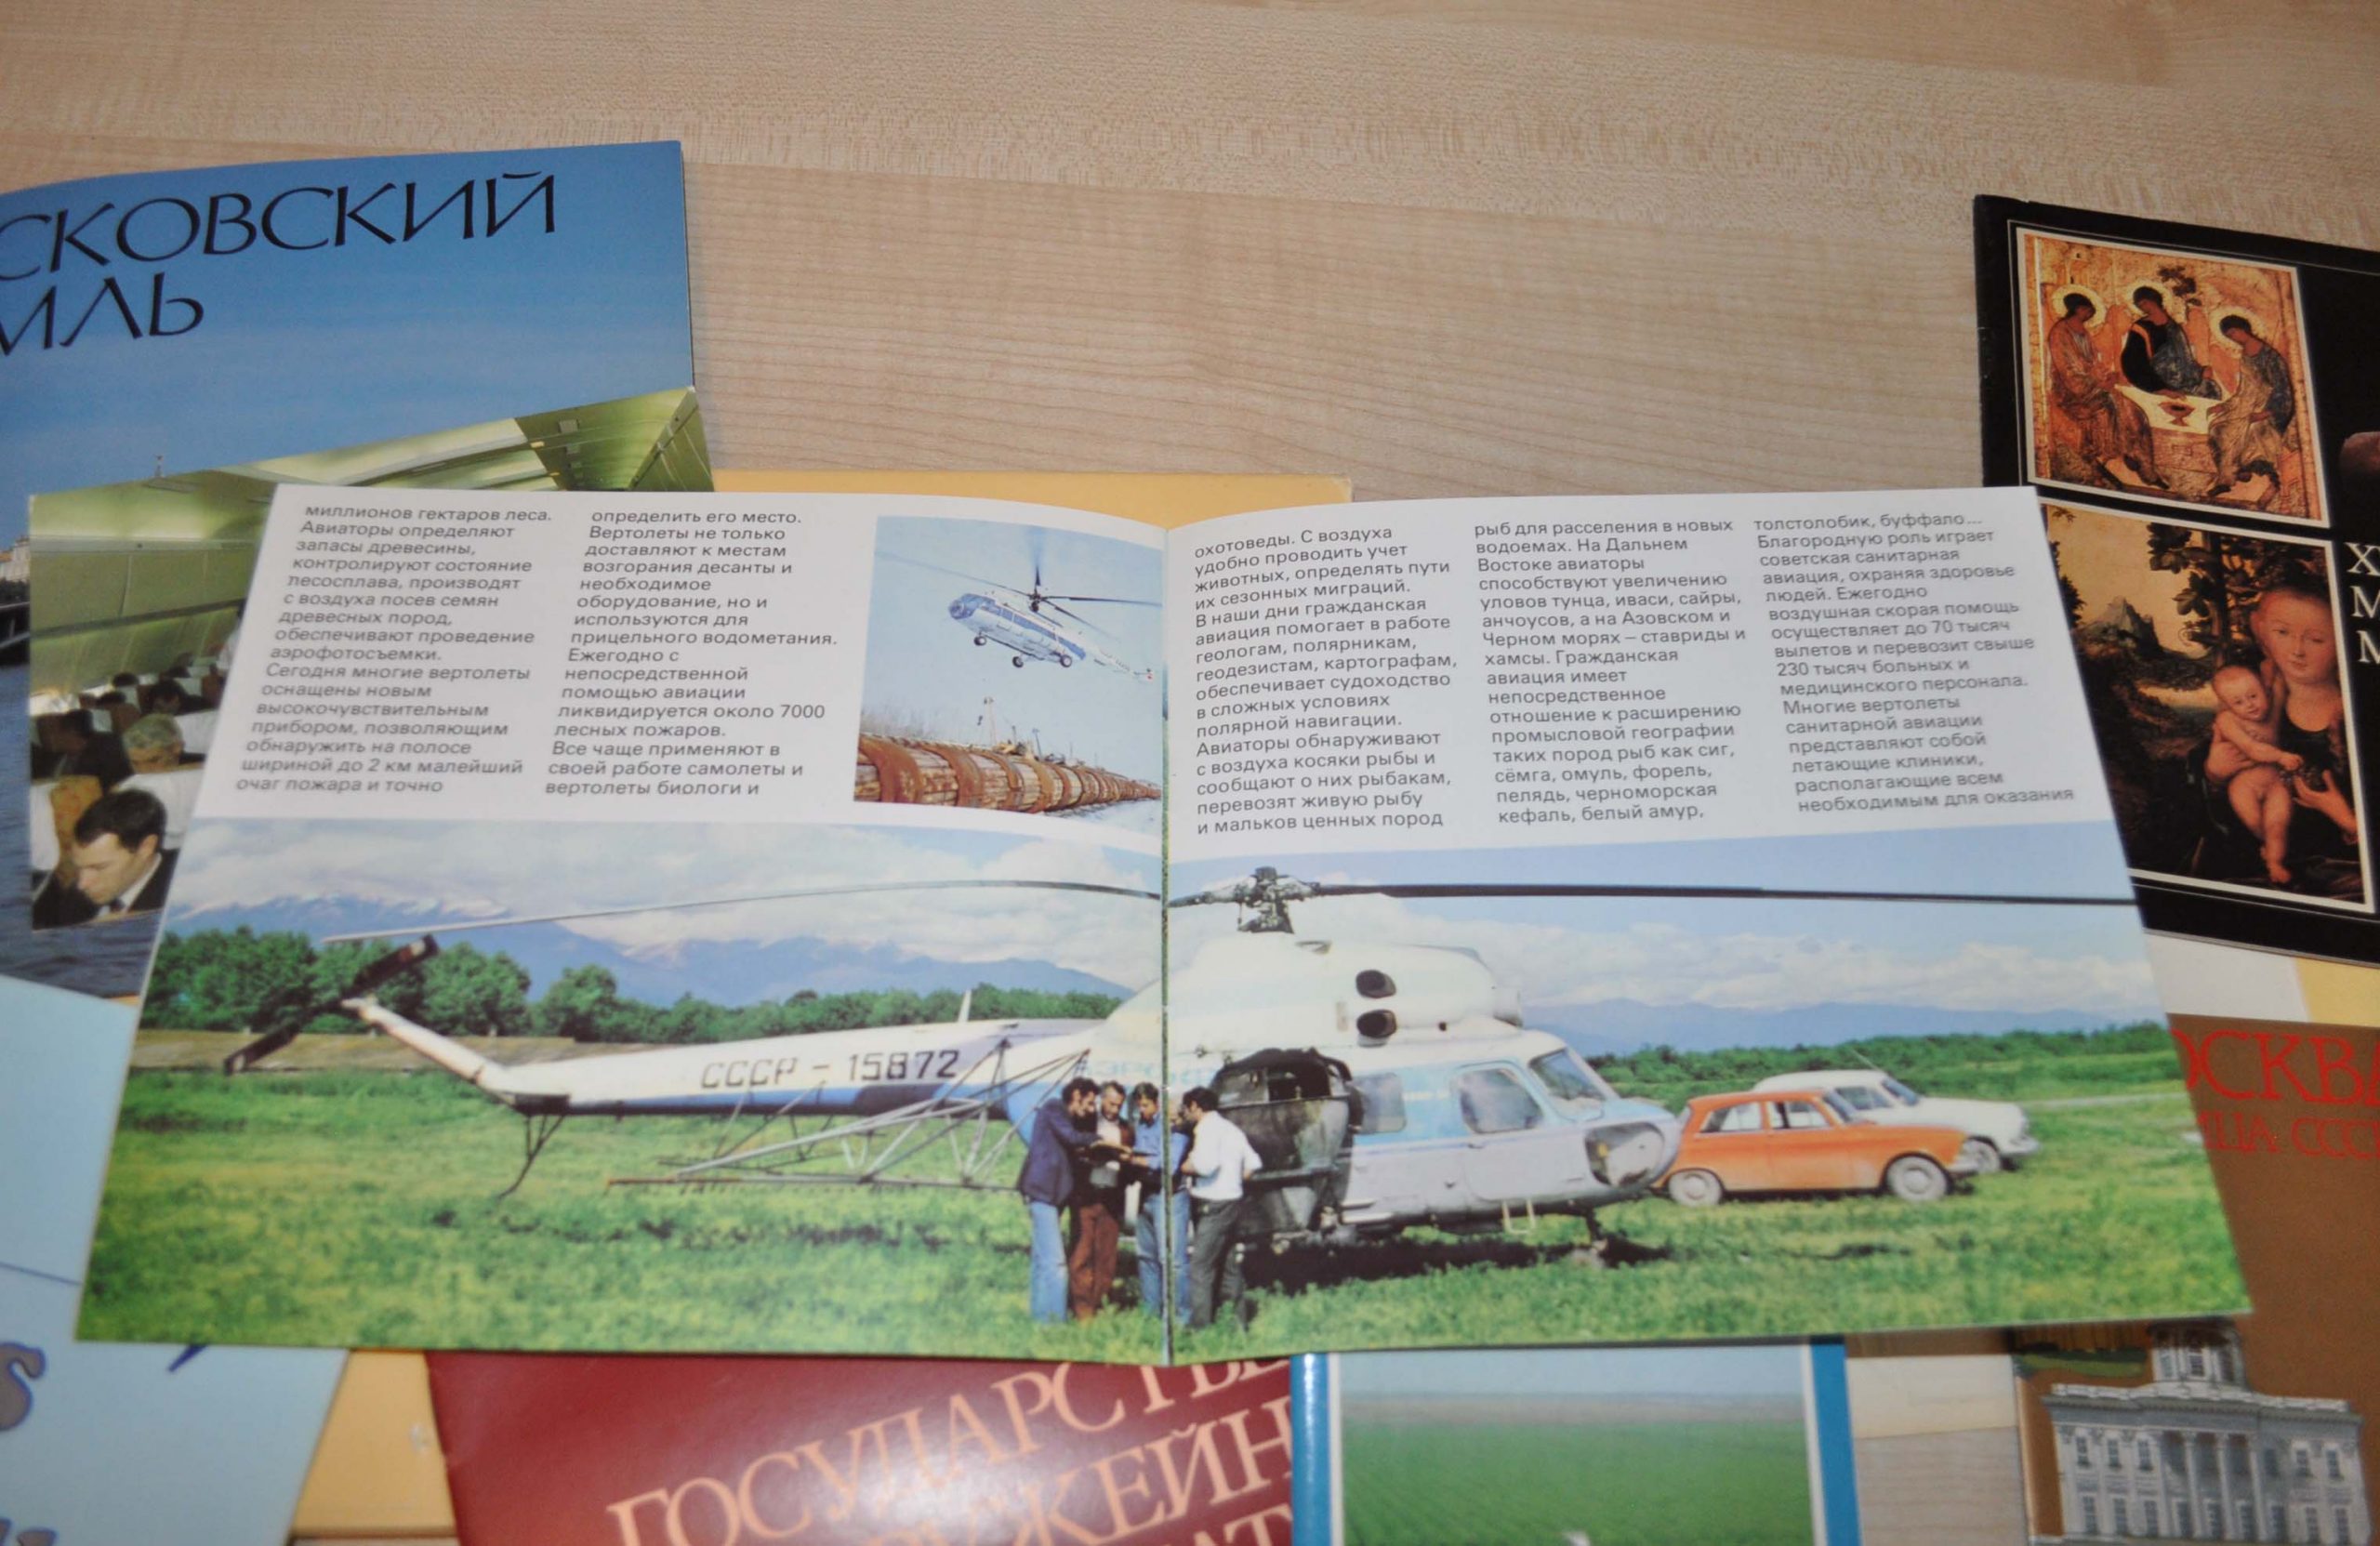 СКОВСКИЙ
МЛЬ
миллионов гектаров леса.
Авиаторы определяют
запасы древесины,
контролируют состояние
лесосплава, производят
с воздуха посев семян
древесных пород,
обеспечивают проведение
аэрофотосъемки.
Сегодня многие вертолеты
оснащены новым
высокочувствительным
прибором, позволяющим
обнаружить на полосе
шириной до 2 км малейший
очаг пожара и точно
определить его место.
Вертолеты не только
доставляют к местам
возгорания десанты и
необходимое
оборудование, но и
используются для
прицельного водометания.
Ежегодно с
непосредственной
помощью авиации
ликвидируется около 7000
лесных пожаров.
Все чаще применяют в
своей работе самолеты и
вертолеты биологи и
охотоведы. С воздуха
удобно проводить учет
животных, определять пути
их сезонных миграций.
В наши дни гражданская
авиация помогает в работе
геологам, полярникам,
геодезистам, картографам,
обеспечивает судоходство
в сложных условиях
полярной навигации.
Авиаторы обнаруживают
с воздуха косяки рыбы и
сообщают о них рыбакам,
перевозят живую рыбу
и мальков ценных пород
рыб для расселения в новых
водоемах. На Дальнем
Востоке авиаторы
способствуют увеличению
уловов тунца, иваси, сайры,
анчоусов, а на Азовском и
Черном морях – ставриды и
хамсы. Гражданская
авиация имеет
непосредственное
отношение к расширению
промысловой географии
таких пород рыб как сиг,
сёмга, омуль, форель,
пелядь, черноморская
кефаль, белый амур,
толстолобик, буффало...
Благородную роль играет
советская санитарная
авиация, охраняя здоровье
людей. Ежегодно
воздушная скорая помощь
осуществляет до 70 тысяч
вылетов и перевозит свыше
230 тысяч больных и
медицинского персонала.
Многие вертолеты
санитарной авиации
представляют собой
летающие клиники,
располагающие всем
необходимым для оказания
СССР – 15872
Х
М
М
ОСКВА
ИЦА ССС
ГОСУДАРСТВЕ
ОРУЖЕЙН
АТ